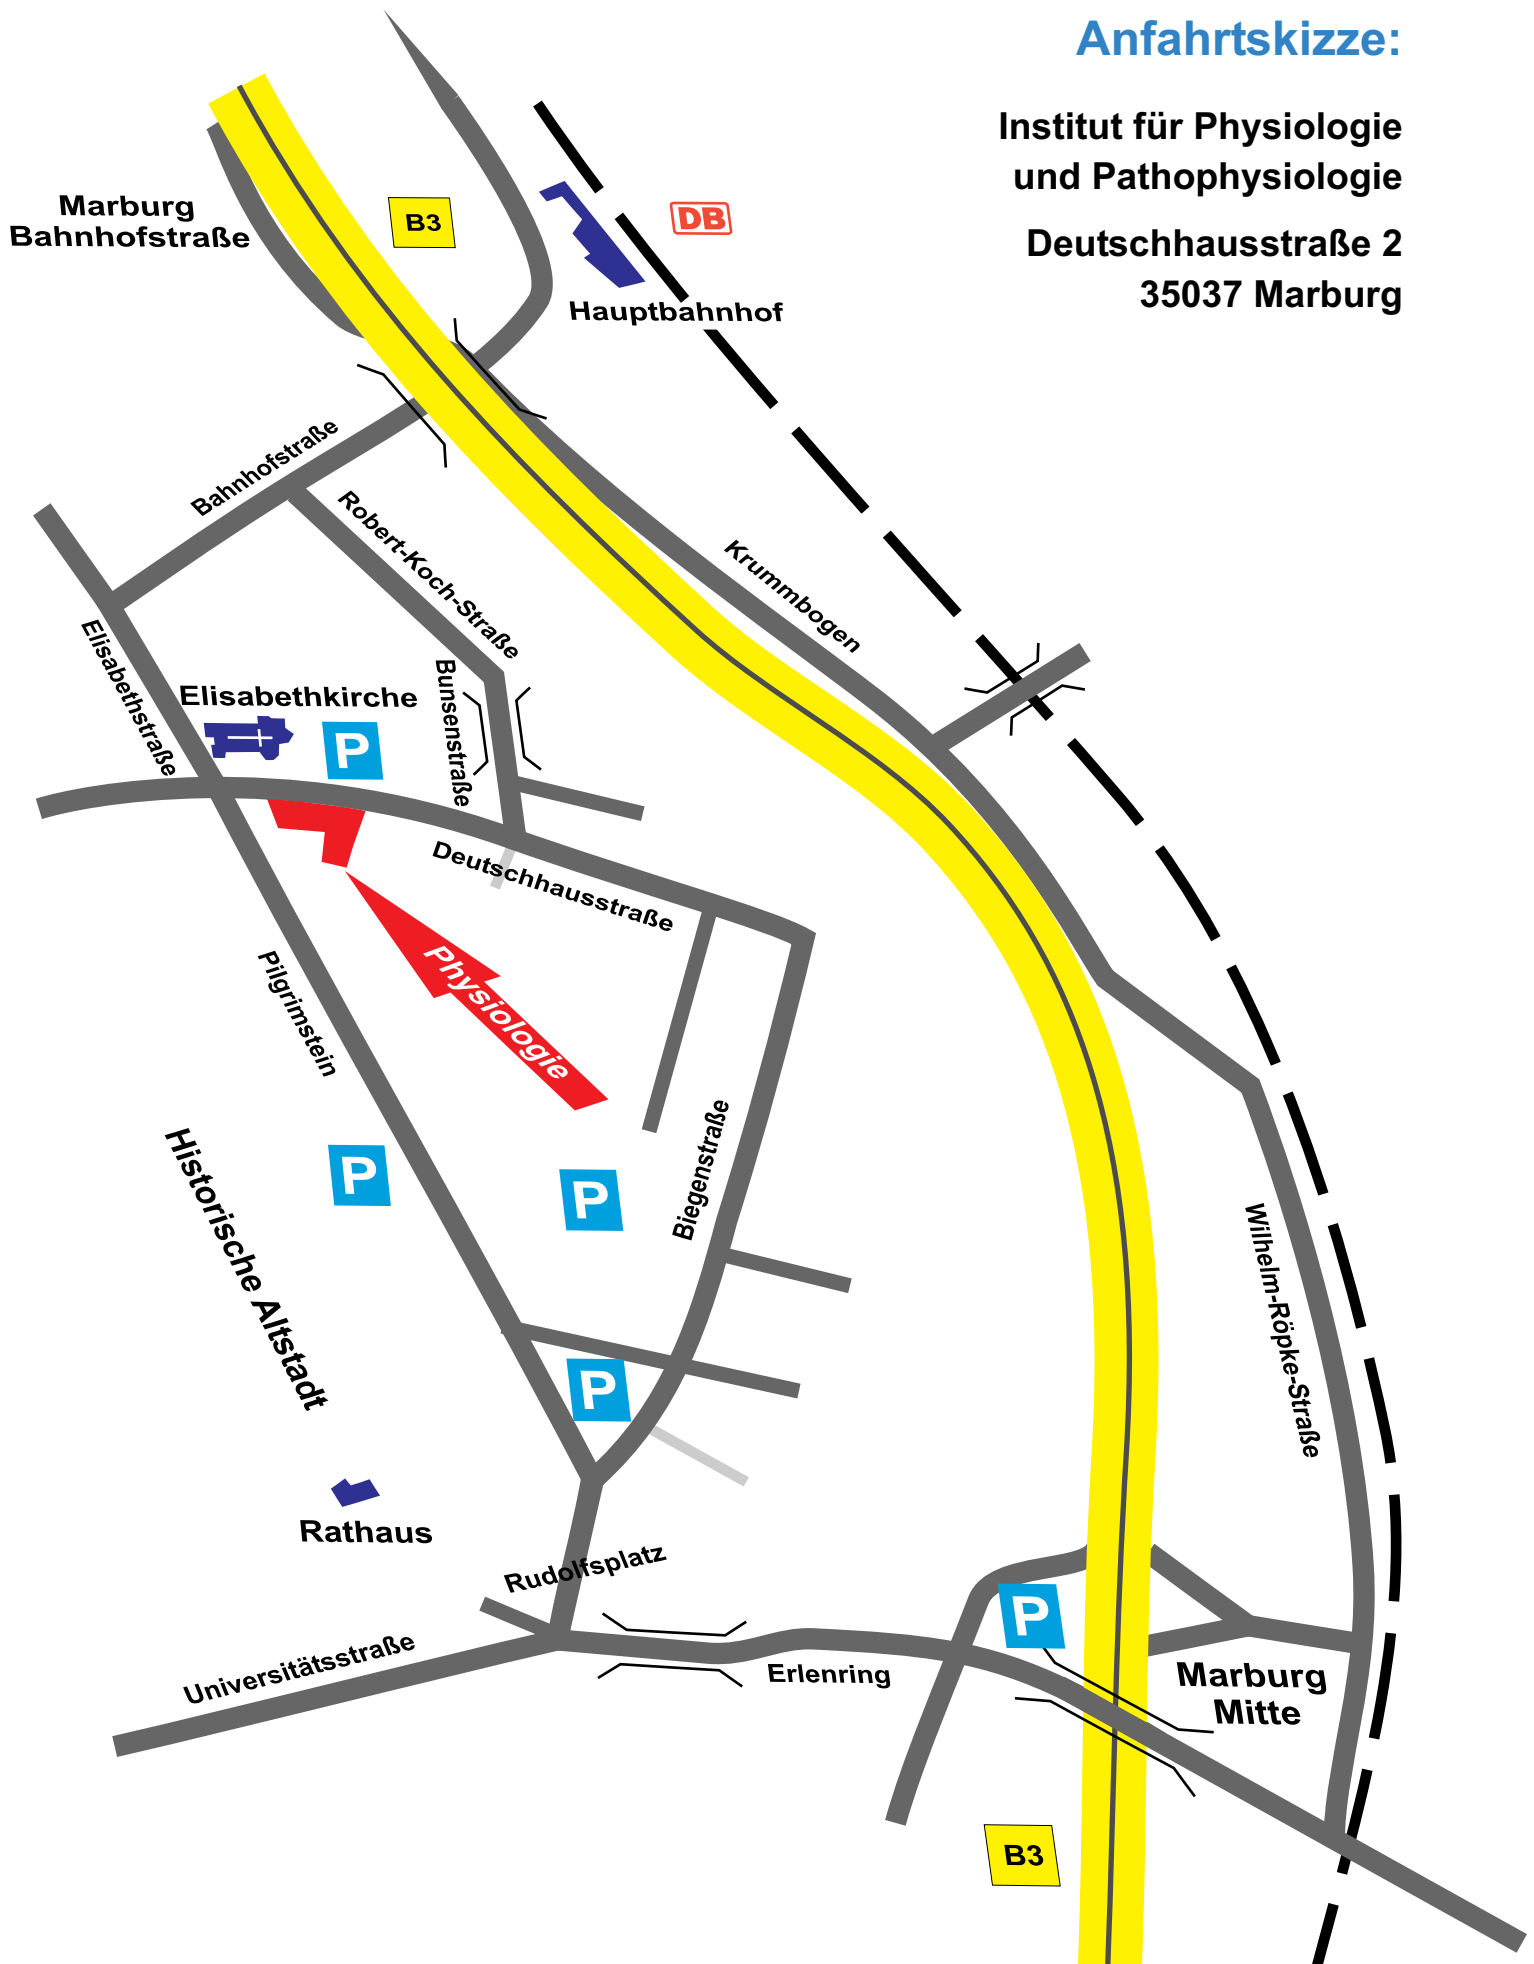 Anfahrtskizze:
Institut für Physiologie
und Pathophysiologie
Deutschhausstraße 2
35037 Marburg
Marburg
Bahnhofstraße
B3
DB
Hauptbahnhof
Bahnhofstraße
Robert-Koch-Straße
Krummbogen
Elisabethstraße
Elisabethkirche
P
Bunsenstraße
Deutschhausstraße
Pilgrimstein
Physiologie
Historische Altstadt
P
P
Biegenstraße
Wilhelm-Röpke-Straße
P
Rathaus
Rudolfsplatz
P
Universitätsstraße
Erlenring
Marburg
Mitte
B3